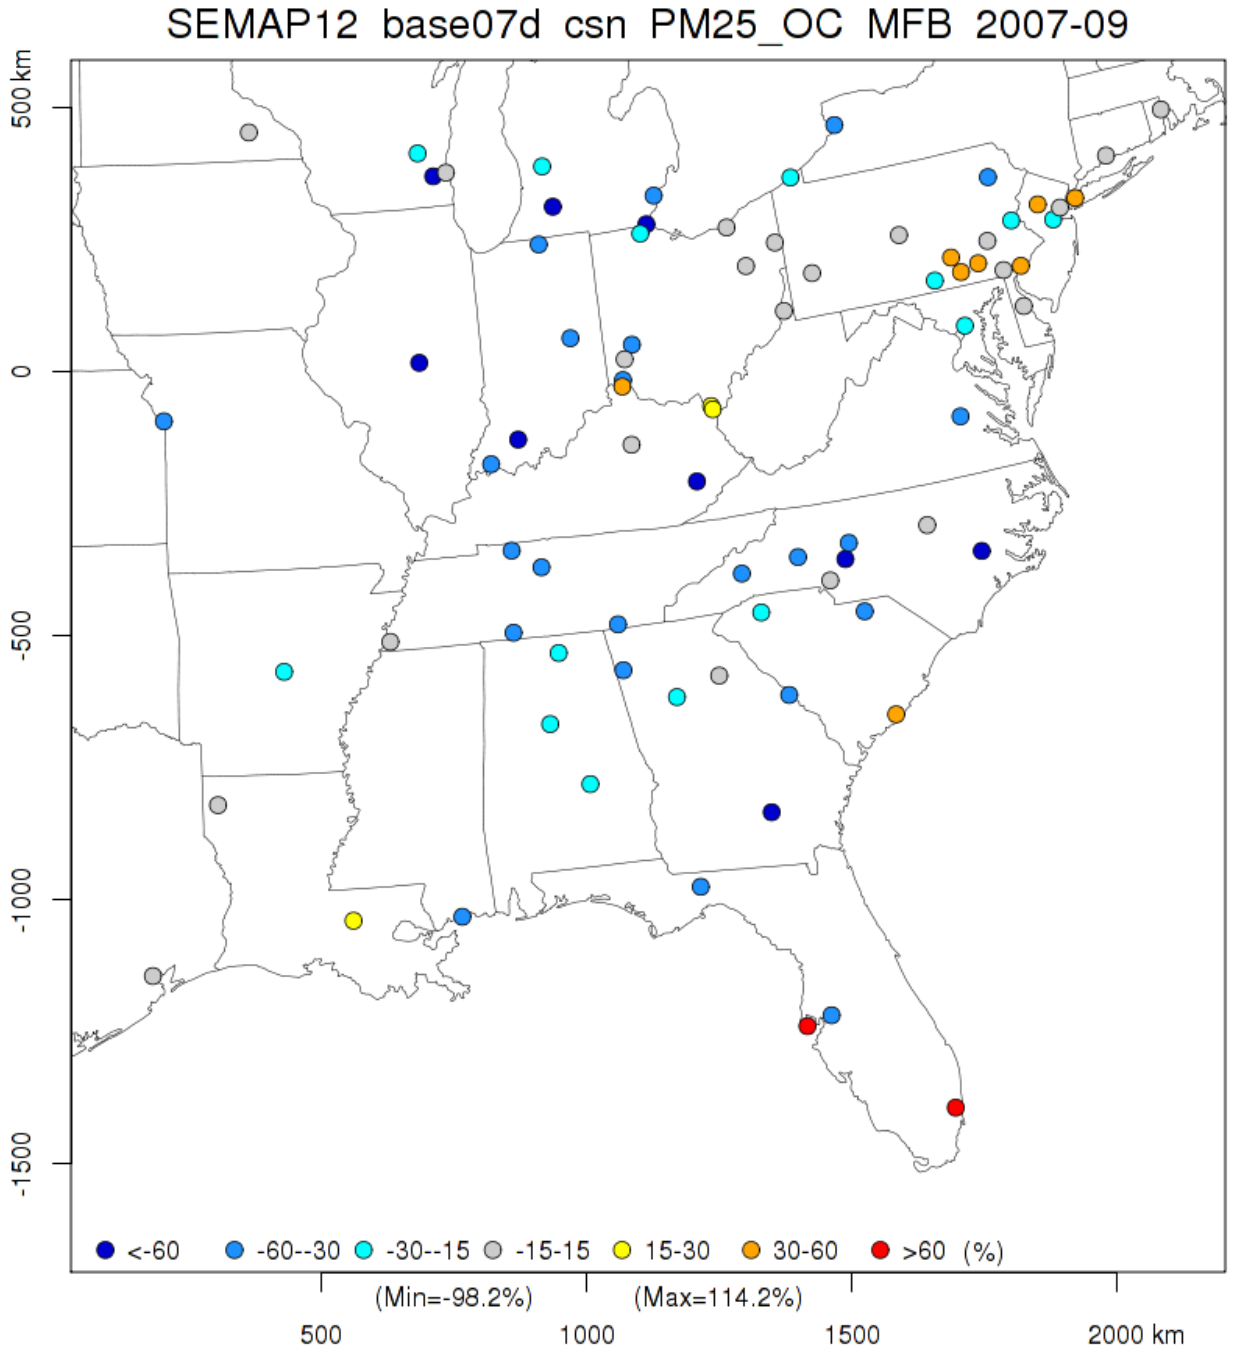 SEMAP12 base07d csn PM25_OC MFB 2007-09
500 km
0
-500
-1000
-1500
<-60 -60--30 -30--15 -15-15 15-30 30-60 >60 (%)
(Min=-98.2%) (Max=114.2%)
500 1000 1500 2000 km